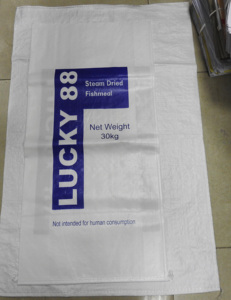 LUCKY 88
Steam Dried
Fishmeal
Net Weight
30kg
Not intended for human consumption